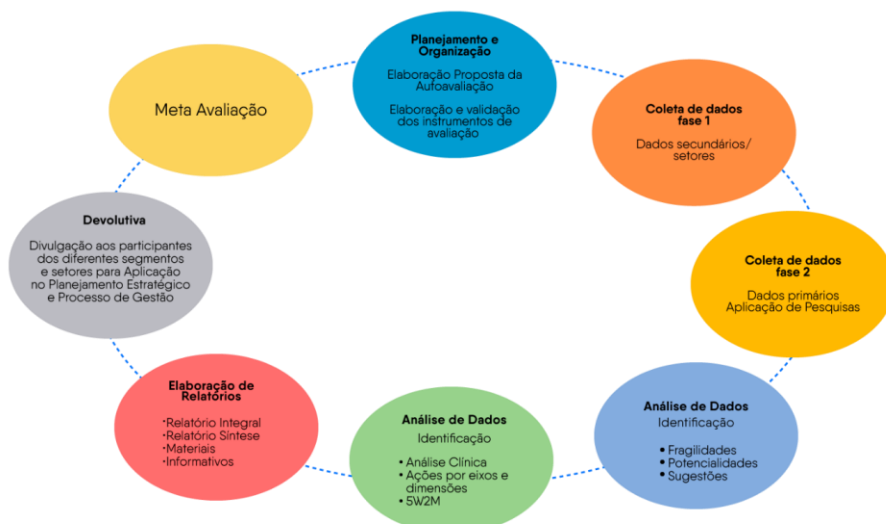 Planejamento e
Organização
Elaboração Proposta da
Autoavaliação
Elaboração e validação
dos instrumentos de
avaliação
Coleta de dados
fase 1
Dados secundários/
setores
Coleta de dados
fase 2
Dados primários
Aplicação de Pesquisas
Análise de Dados
Identificação
• Fragilidades
• Potencialidades
• Sugestões
Análise de Dados
Identificação
• Análise Clínica
• Ações por eixos e
dimensões
• 5W2M
Elaboração de
Relatórios
·Relatório Integral
·Relatório Síntese
·Materiais
·Informativos
Devolutiva
Divulgação aos participantes
dos diferentes segmentos
e setores para Aplicação
no Planejamento Estratégico
e Processo de Gestão
Meta Avaliação